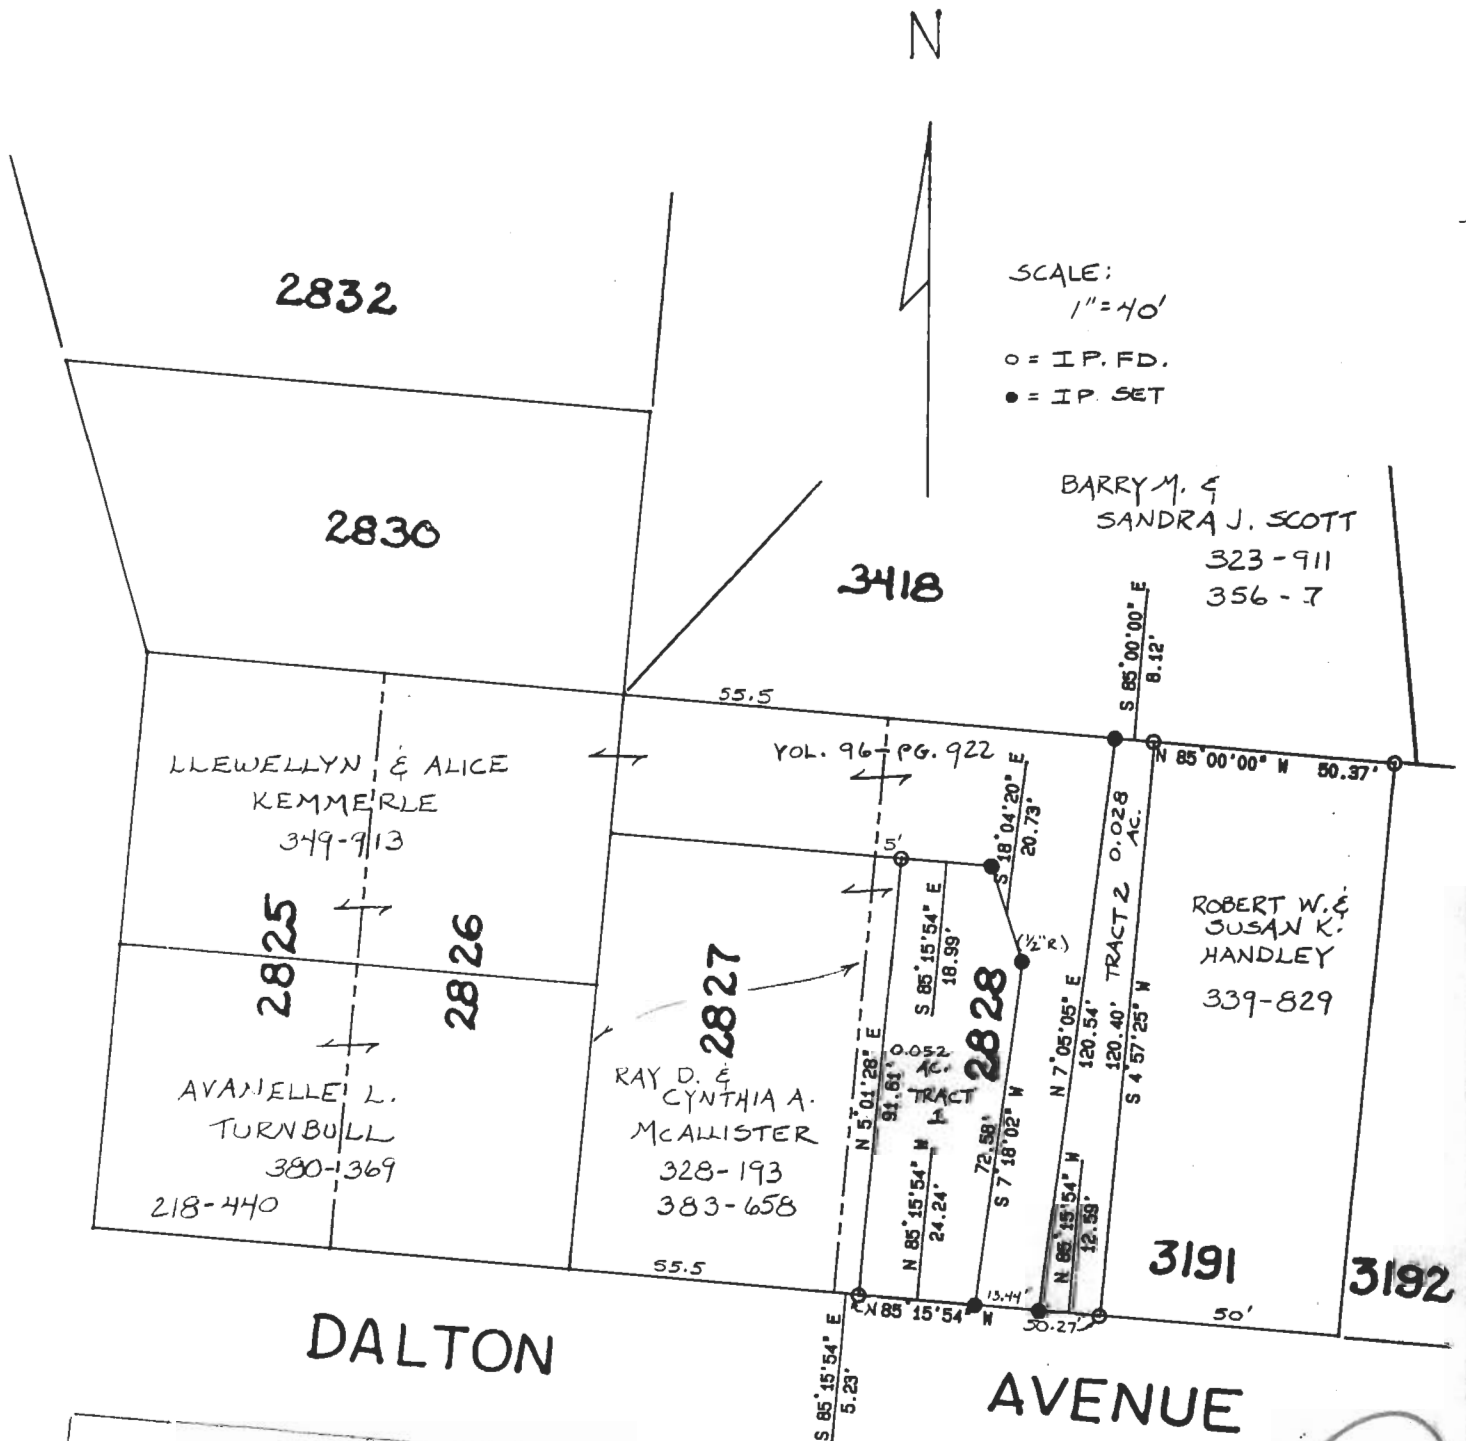 N
2832
SCALE:
1"=40'
○ = I P. FD.
● = I P. SET
2830
BARRY M. &
SANDRA J. SCOTT
323-911
356-7
3418
S 85°00'00" E
8.12'
55.5
VOL. 96-PG. 922
N 85°00'00" W 50.37'
LLEWELLYN & ALICE
KEMMERLE
349-913
S 18°04'20" E
20.73'
5'
(½"R.)
2825
2826
2827
2828
S 85°15'54" E
18.99'
TRACT 2 0.028
AC.
ROBERT W. &
SUSAN K.
HANDLEY
339-829
N 7°05'05" E
120.54'
120.40'
S 4°57'25" W
AVANELLE L.
TURNBULL
380-369
218-440
RAY D. &
CYNTHIA A.
MCALLISTER
328-193
383-658
N 5°01'28" E
91.61'
0.052
AC.
TRACT
1
72.58'
S 7°18'02" W
N 85°15'54" W
24.24'
N 85°15'54" W
12.59'
3191
3192
55.5
N 85°15'54" W
13.44'
50.27'
50'
S 85°15'54" E
5.23'
DALTON
AVENUE